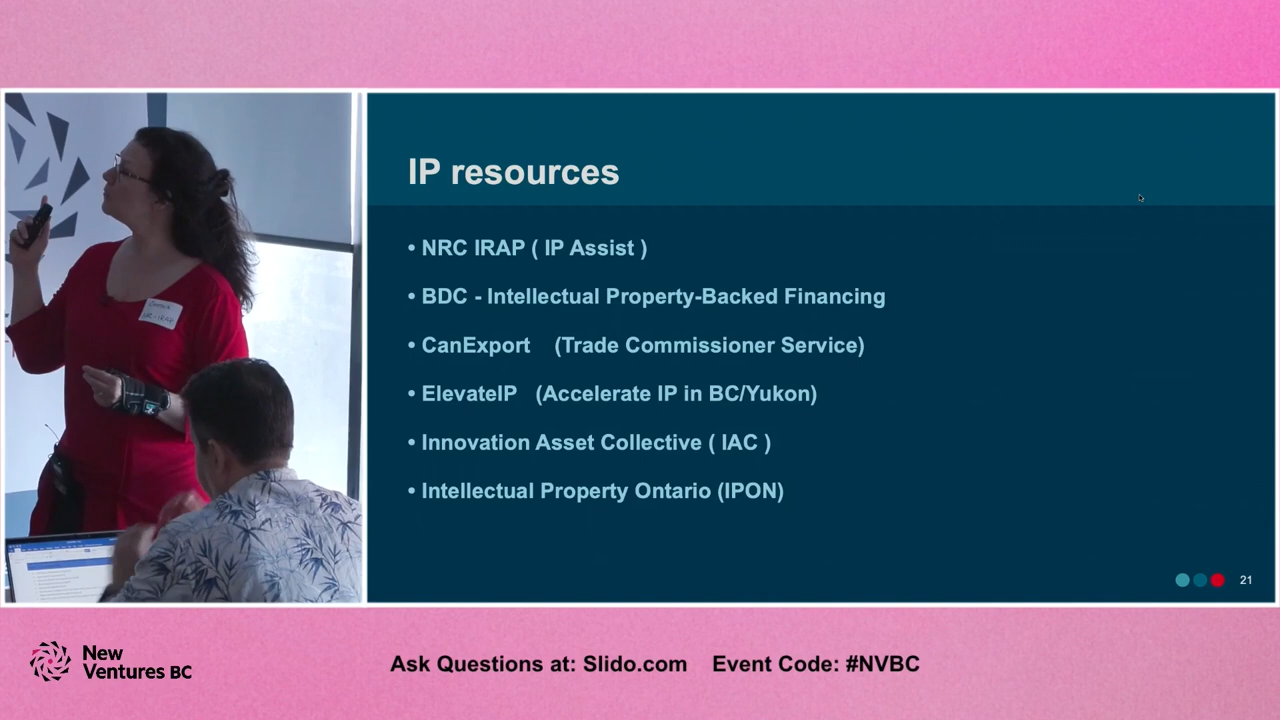 IP resources
• NRC IRAP ( IP Assist )
• BDC - Intellectual Property-Backed Financing
• CanExport (Trade Commissioner Service)
• ElevateIP (Accelerate IP in BC/Yukon)
• Innovation Asset Collective ( IAC )
• Intellectual Property Ontario (IPON)
21
New
Ventures BC
Ask Questions at: Slido.com Event Code: #NVBC